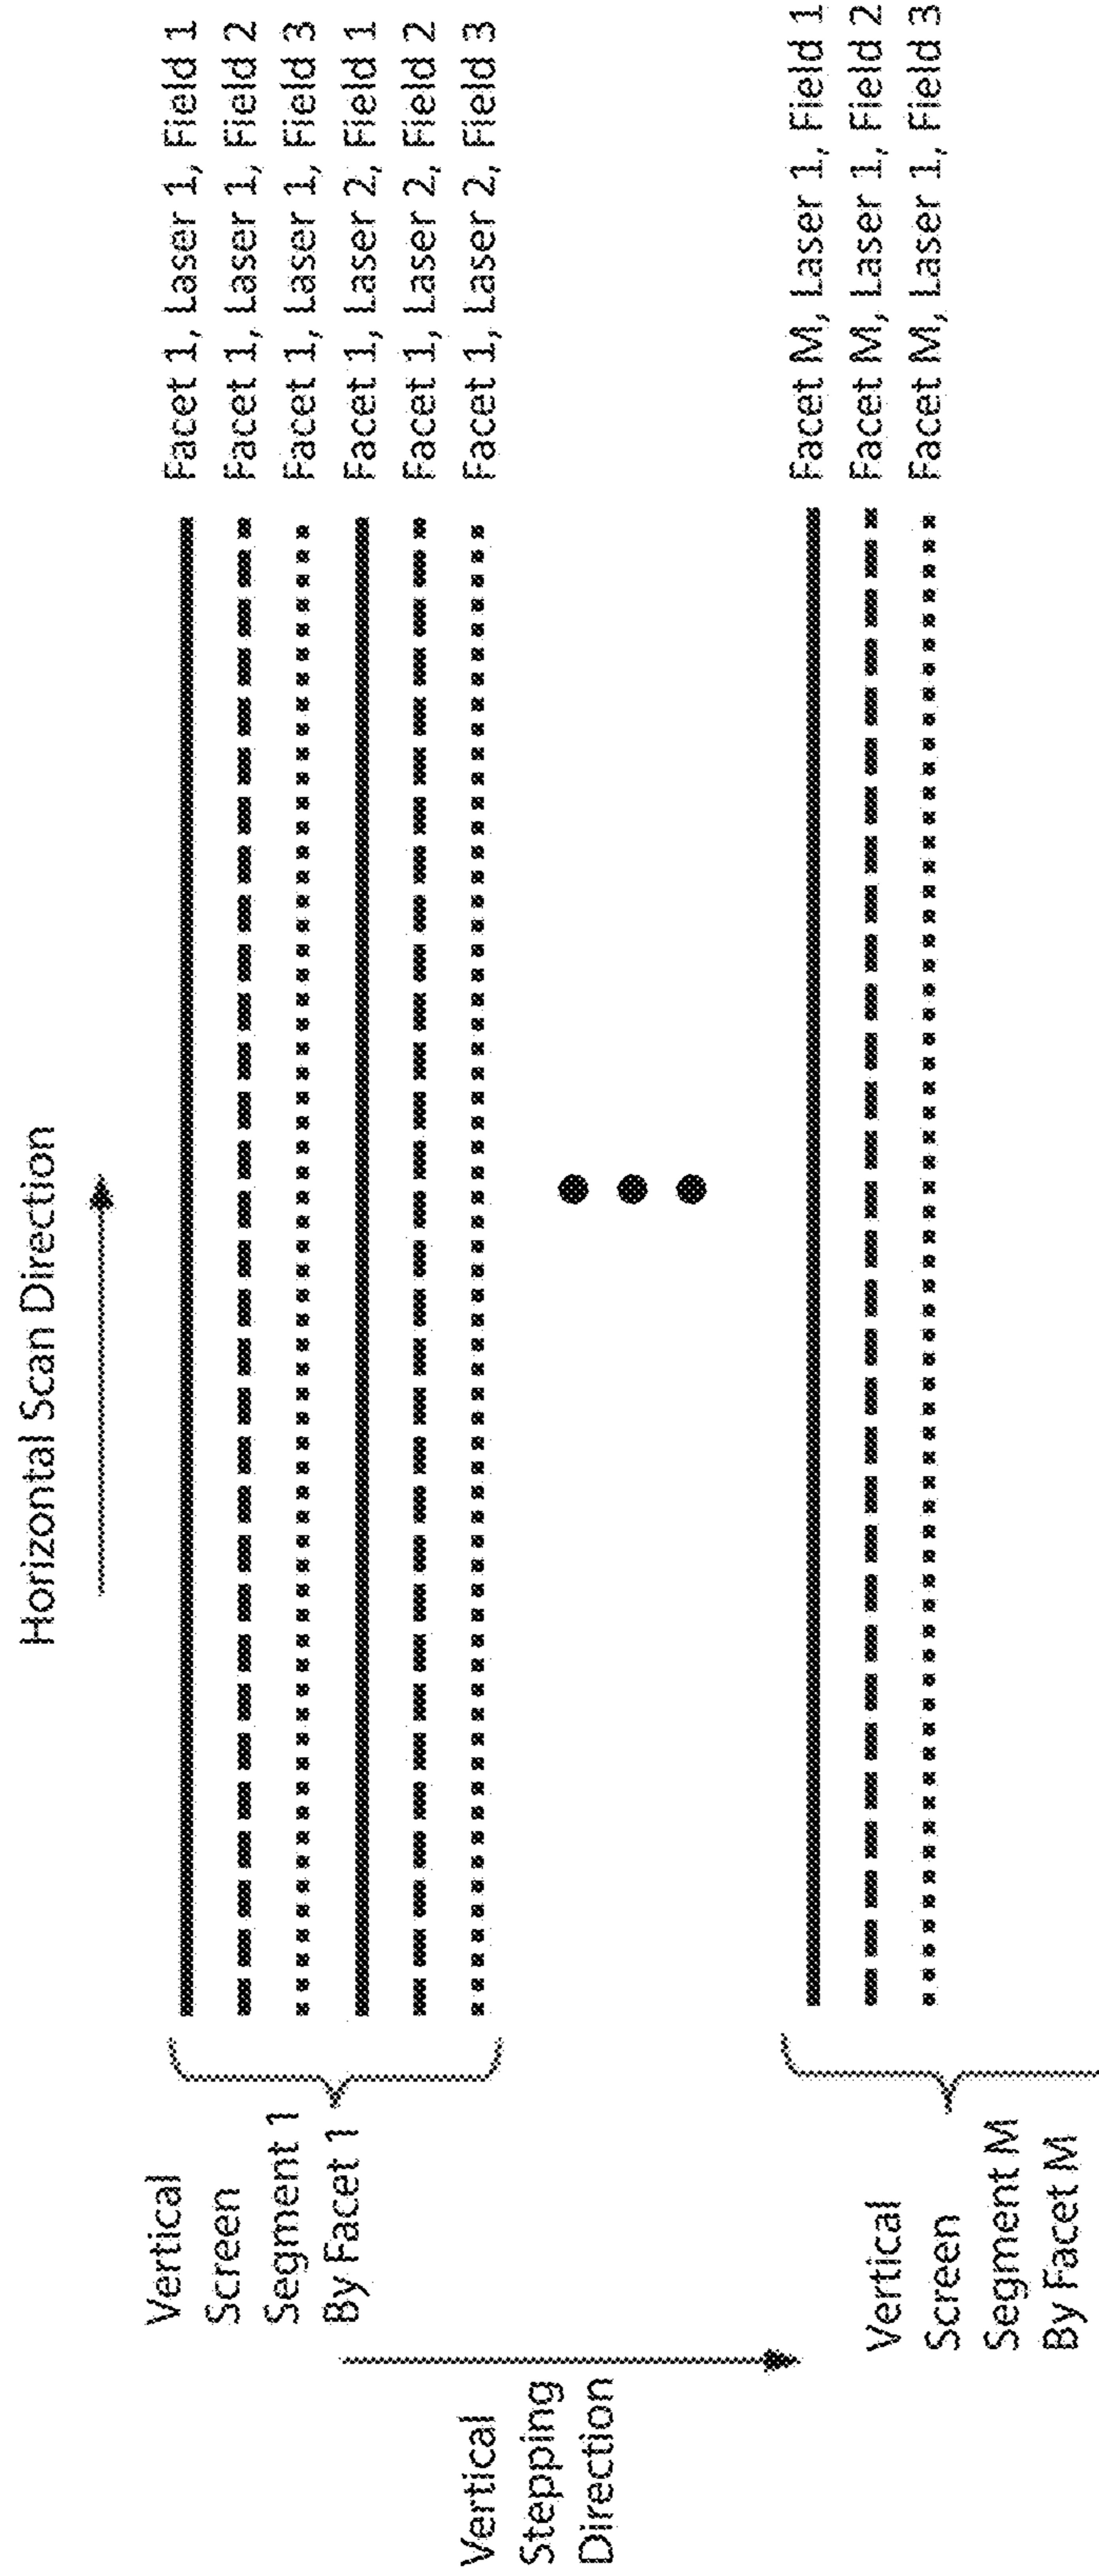 Horizontal Scan Direction
Vertical
Screen
Segment 1
By Facet 1
Facet 1, Laser 1, Field 1
Facet 1, Laser 1, Field 2
Facet 1, Laser 1, Field 3
Facet 1, Laser 2, Field 1
Facet 1, Laser 2, Field 2
Facet 1, Laser 2, Field 3
Vertical
Stepping
Direction
Vertical
Screen
Segment M
By Facet M
Facet M, Laser 1, Field 1
Facet M, Laser 1, Field 2
Facet M, Laser 1, Field 3